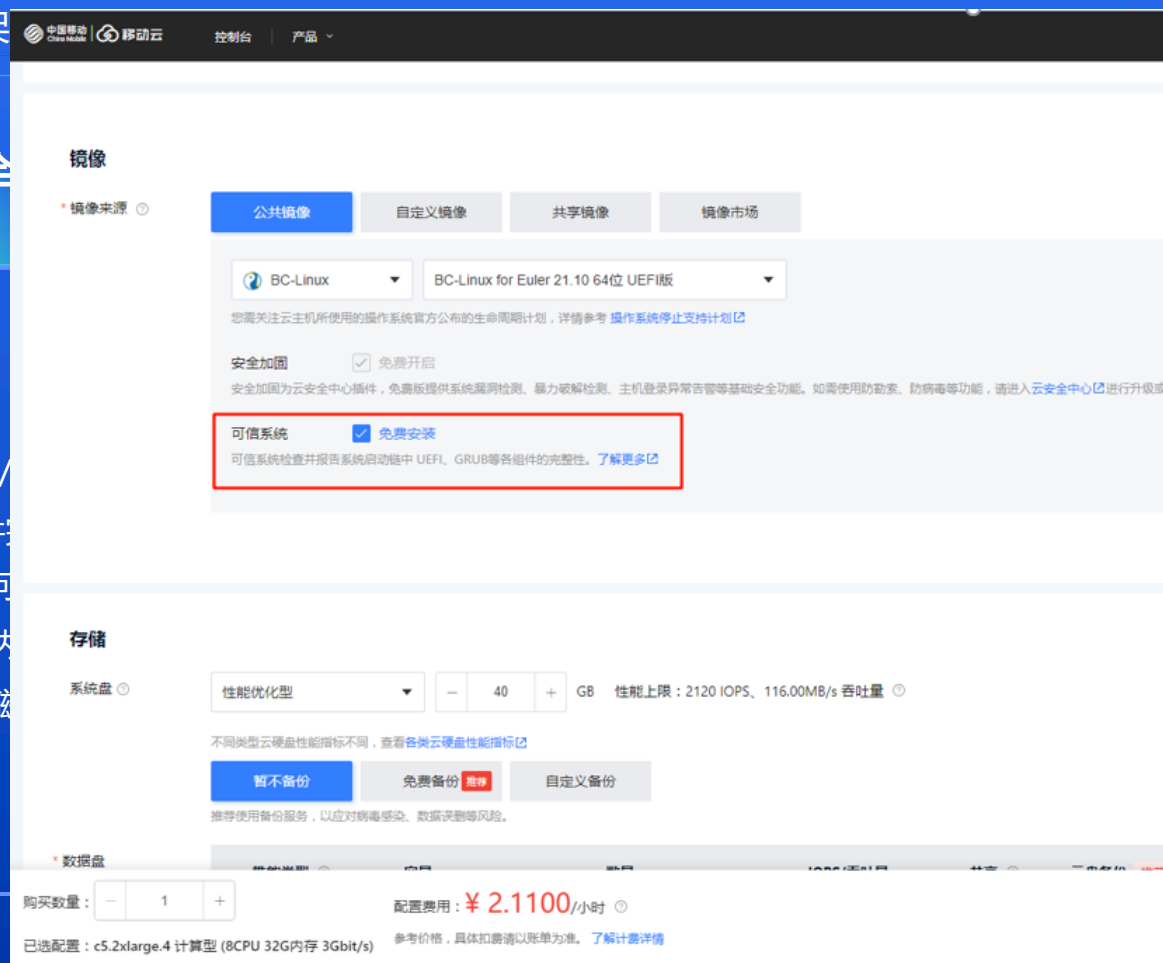 中国移动 China Mobile 移动云 控制台 产品
镜像
* 镜像来源
公共镜像 自定义镜像 共享镜像 镜像市场
BC-Linux BC-Linux for Euler 21.10 64位 UEFI版
您需关注云主机所使用的操作系统官方公布的生命周期计划，详情参考 操作系统停止支持计划
安全加固 免费开启
安全加固为云安全中心插件，免费版提供系统漏洞检测、暴力破解检测、主机登录异常告警等基础安全功能。如需使用防勒索、防病毒等功能，请进入云安全中心进行升级或
可信系统 免费安装
可信系统检查并报告系统启动链中 UEFI、GRUB等各组件的完整性。了解更多
存储
系统盘 性能优化型 − 40 + GB 性能上限：2120 IOPS、116.00MB/s 吞吐量
不同类型云硬盘性能指标不同，查看各类云硬盘性能指标
暂不备份 免费备份 推荐 自定义备份
推荐使用备份服务，以应对病毒感染、数据误删等风险。
* 数据盘
购买数量： − 1 + 配置费用：¥ 2.1100/小时
参考价格，具体扣费请以账单为准。 了解计费详情
已选配置：c5.2xlarge.4 计算型 (8CPU 32G内存 3Gbit/s)